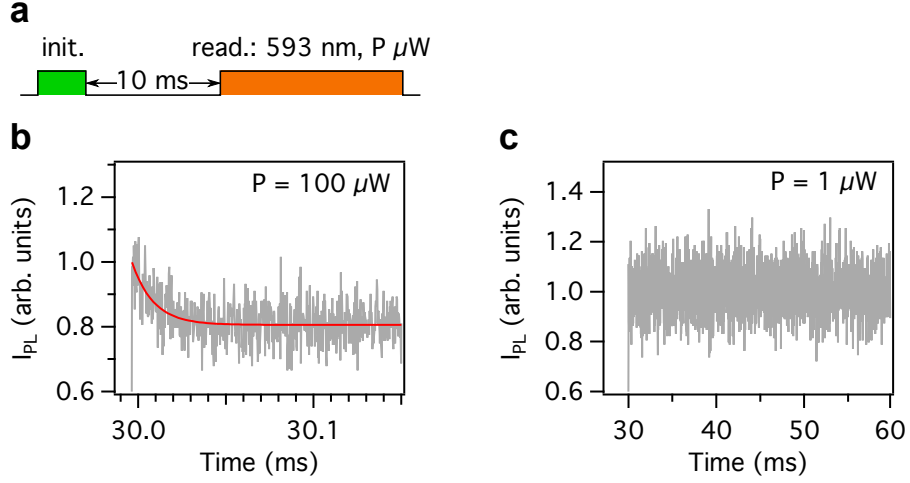 a
init.
read.: 593 nm, P µW
10 ms
b
P = 100 µW
1.2
1.0
0.8
0.6
I_PL (arb. units)
30.0
30.1
Time (ms)
c
P = 1 µW
1.4
1.2
1.0
0.8
0.6
I_PL (arb. units)
30
40
50
60
Time (ms)